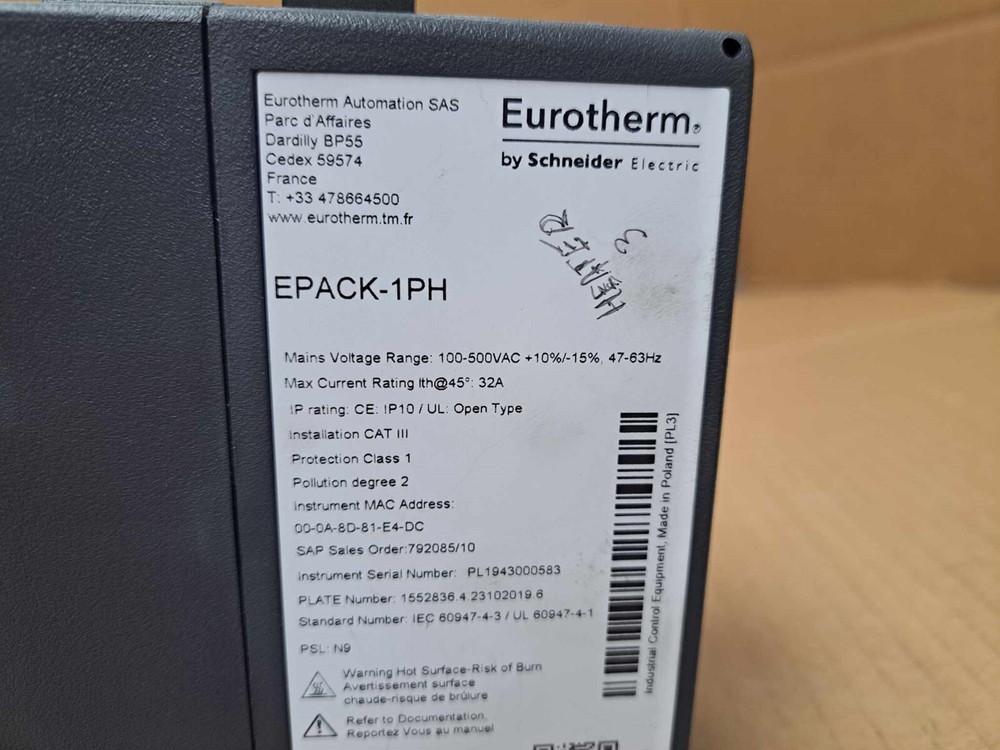 Eurotherm Automation SAS
Parc d'Affaires
Dardilly BP55
Cedex 59574
France
T: +33 478664500
www.eurotherm.tm.fr
Eurotherm®
by Schneider Electric
HEATER
3
EPACK-1PH
Mains Voltage Range: 100-500VAC +10%/-15%, 47-63Hz
Max Current Rating Ith@45°: 32A
IP rating: CE: IP10 / UL: Open Type
Installation CAT III
Protection Class 1
Pollution degree 2
Instrument MAC Address:
00-0A-8D-81-E4-DC
SAP Sales Order:792085/10
Instrument Serial Number: PL1943000583
PLATE Number: 1552836.4.23102019.6
Standard Number: IEC 60947-4-3 / UL 60947-4-1
PSL: N9
Warning Hot Surface-Risk of Burn
Avertissement surface
chaude-risque de brûlure
Refer to Documentation.
Reportez Vous au manuel
Industrial Control Equipment, Made in Poland [PL3]